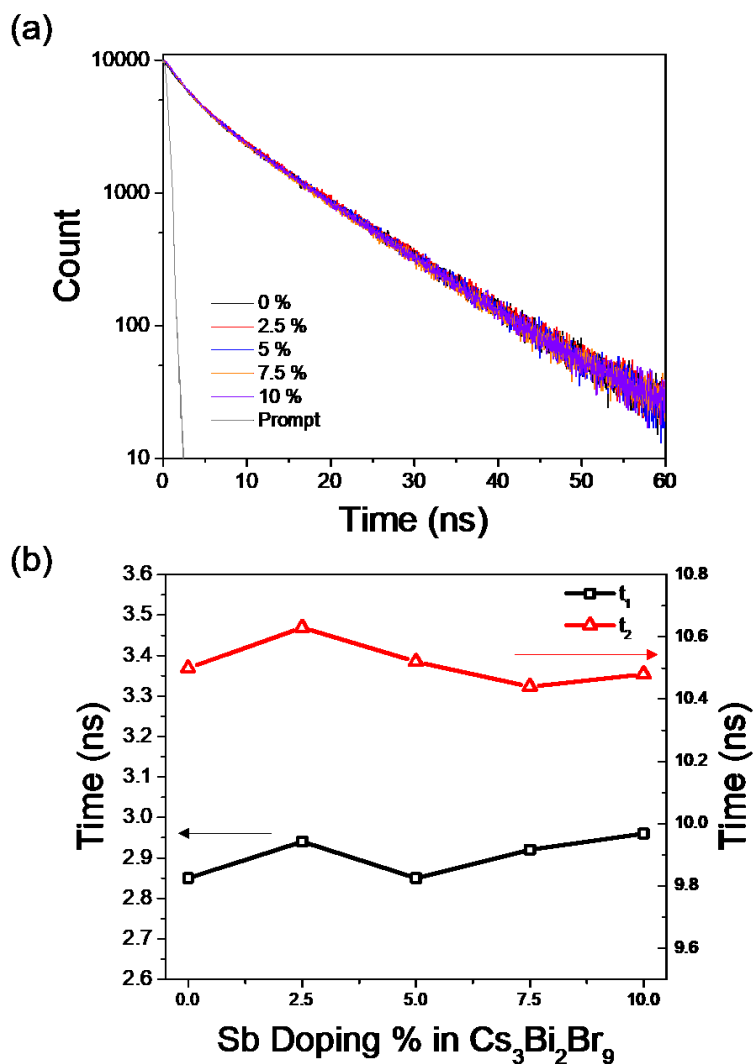 (a)
10000
1000
100
10
Count
0 %
2.5 %
5 %
7.5 %
10 %
Prompt
0 10 20 30 40 50 60
Time (ns)
(b)
3.6
3.5
3.4
3.3
3.2
3.1
3.0
2.9
2.8
2.7
2.6
Time (ns)
t₁
t₂
10.8
10.6
10.4
10.2
10.0
9.8
9.6
Time (ns)
0.0 2.5 5.0 7.5 10.0
Sb Doping % in Cs₃Bi₂Br₉